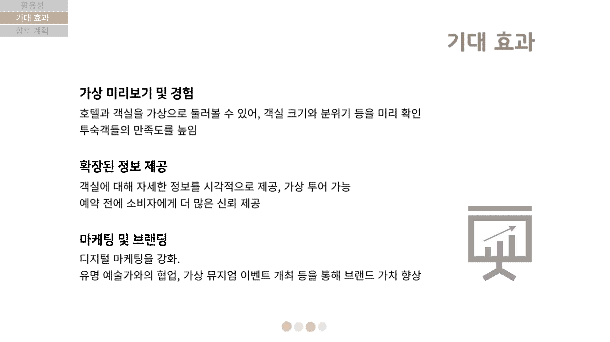 활용성
기대 효과
향후 계획
기대 효과
가상 미리보기 및 경험
호텔과 객실을 가상으로 둘러볼 수 있어, 객실 크기와 분위기 등을 미리 확인
투숙객들의 만족도를 높임
확장된 정보 제공
객실에 대해 자세한 정보를 시각적으로 제공, 가상 투어 가능
예약 전에 소비자에게 더 많은 신뢰 제공
마케팅 및 브랜딩
디지털 마케팅을 강화.
유명 예술가와의 협업, 가상 뮤지엄 이벤트 개최 등을 통해 브랜드 가치 향상